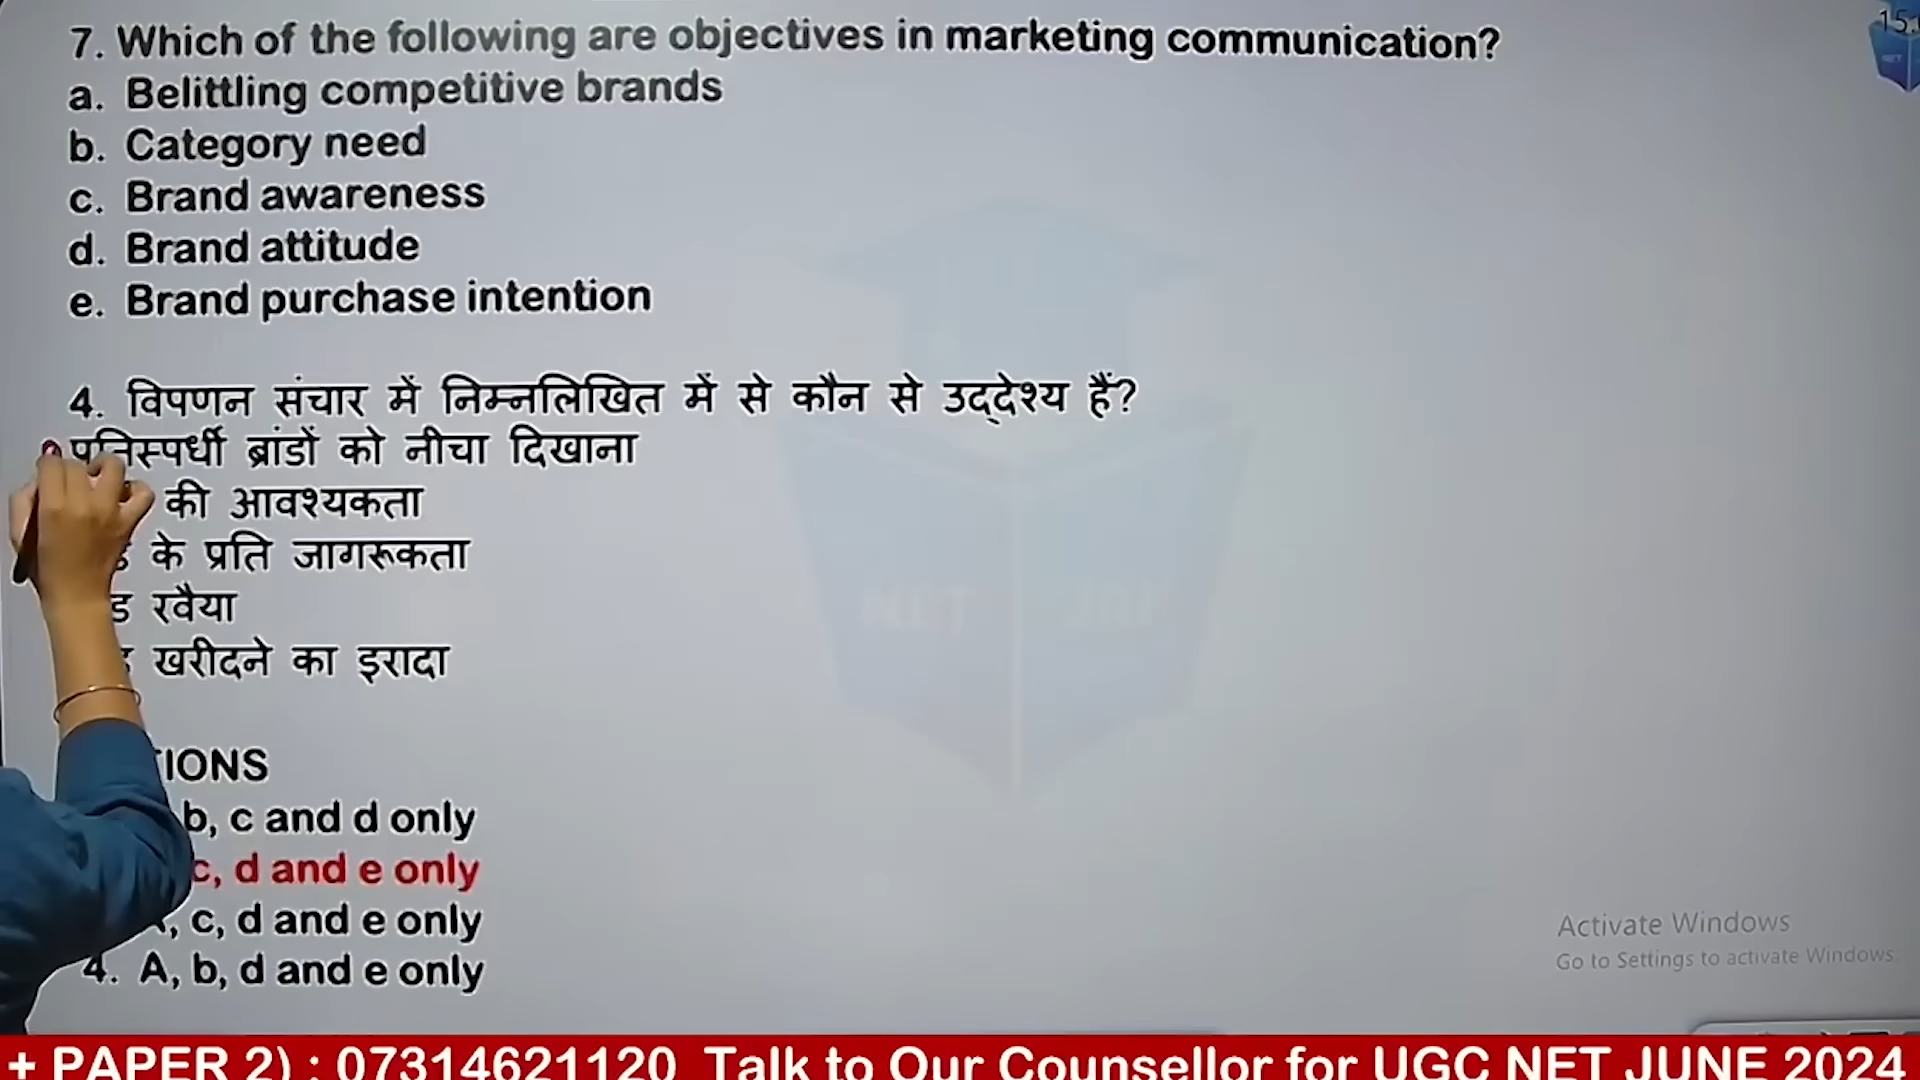 7. Which of the following are objectives in marketing communication?
a. Belittling competitive brands
b. Category need
c. Brand awareness
d. Brand attitude
e. Brand purchase intention
4. विपणन संचार में निम्नलिखित में से कौन से उद्देश्य हैं?
ब्रांडों को नीचा दिखाना
की आवश्यकता
के प्रति जागरूकता
रवैया
खरीदने का इरादा
b, c and d only
c, d and e only
c, d and e only
4. A, b, d and e only
NET
Activate Windows
Go to Settings to activate Windows.
+ PAPER 2) : 07314621120 Talk to Our Counsellor for UGC NET JUNE 2024